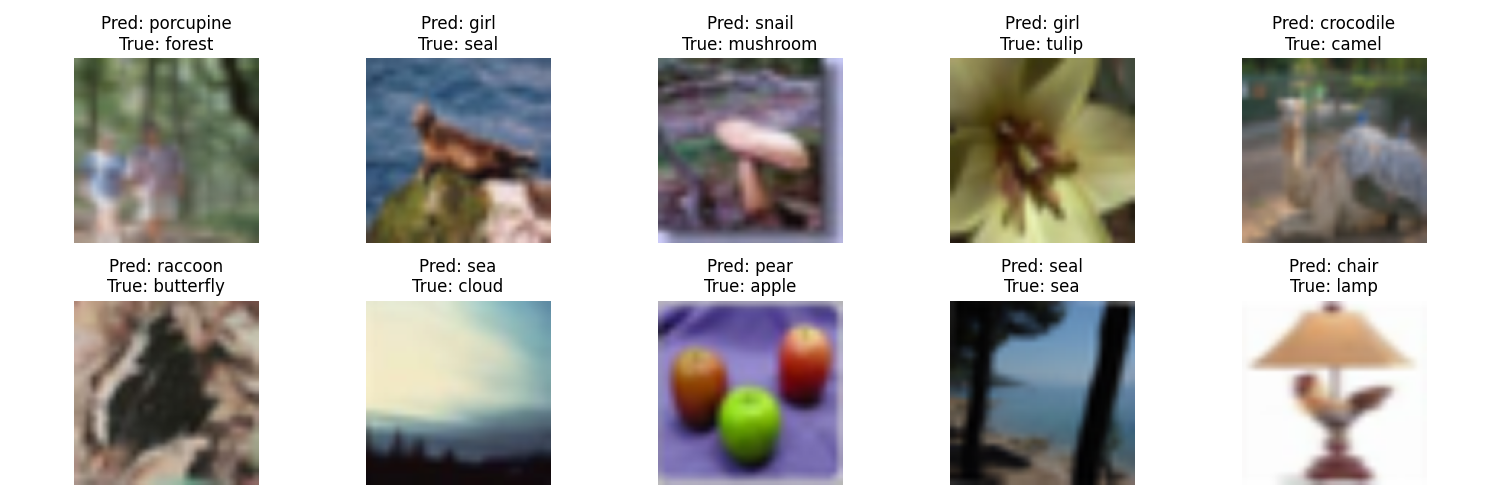 Pred: porcupine
True: forest
Pred: girl
True: seal
Pred: snail
True: mushroom
Pred: girl
True: tulip
Pred: crocodile
True: camel
Pred: raccoon
True: butterfly
Pred: sea
True: cloud
Pred: pear
True: apple
Pred: seal
True: sea
Pred: chair
True: lamp